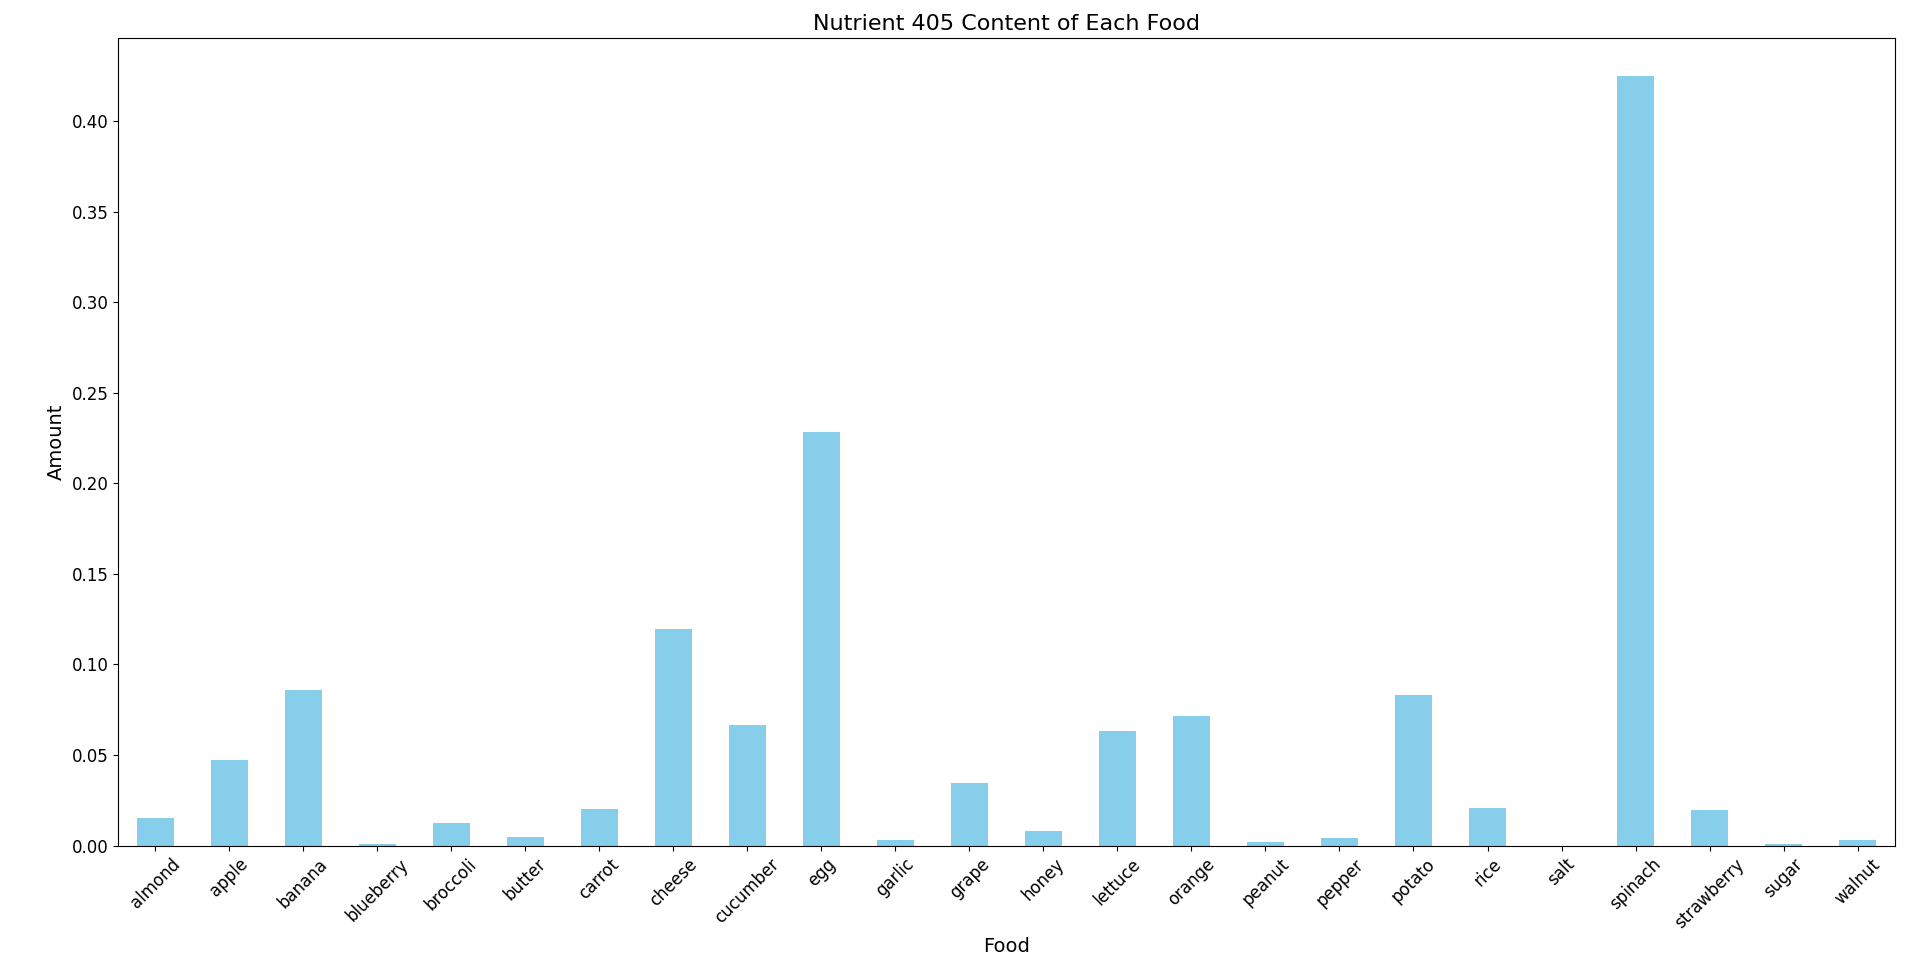 Nutrient 405 Content of Each Food
Amount
0.40
0.35
0.30
0.25
0.20
0.15
0.10
0.05
0.00
almond
apple
banana
blueberry
broccoli
butter
carrot
cheese
cucumber
egg
garlic
grape
honey
lettuce
orange
peanut
pepper
potato
rice
salt
spinach
strawberry
sugar
walnut
Food